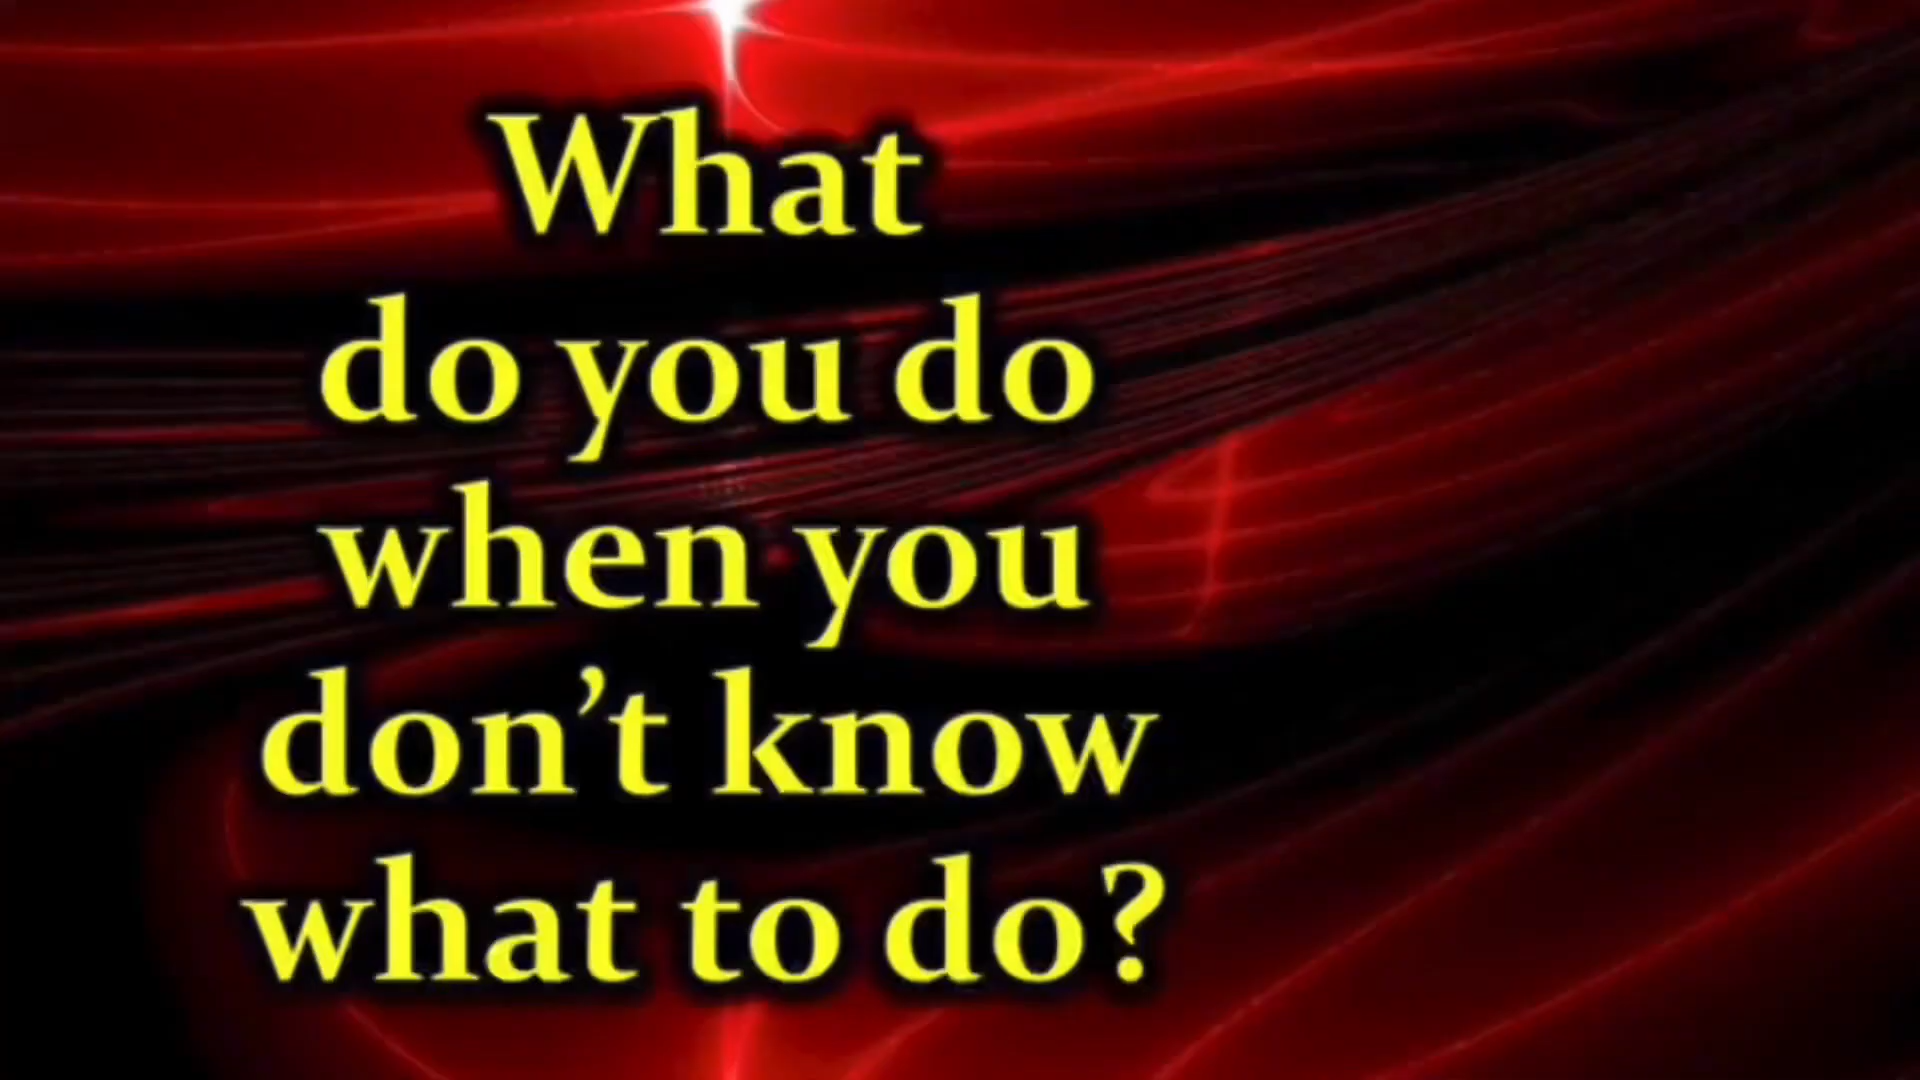 What
do you do
when you
don’t know
what to do?